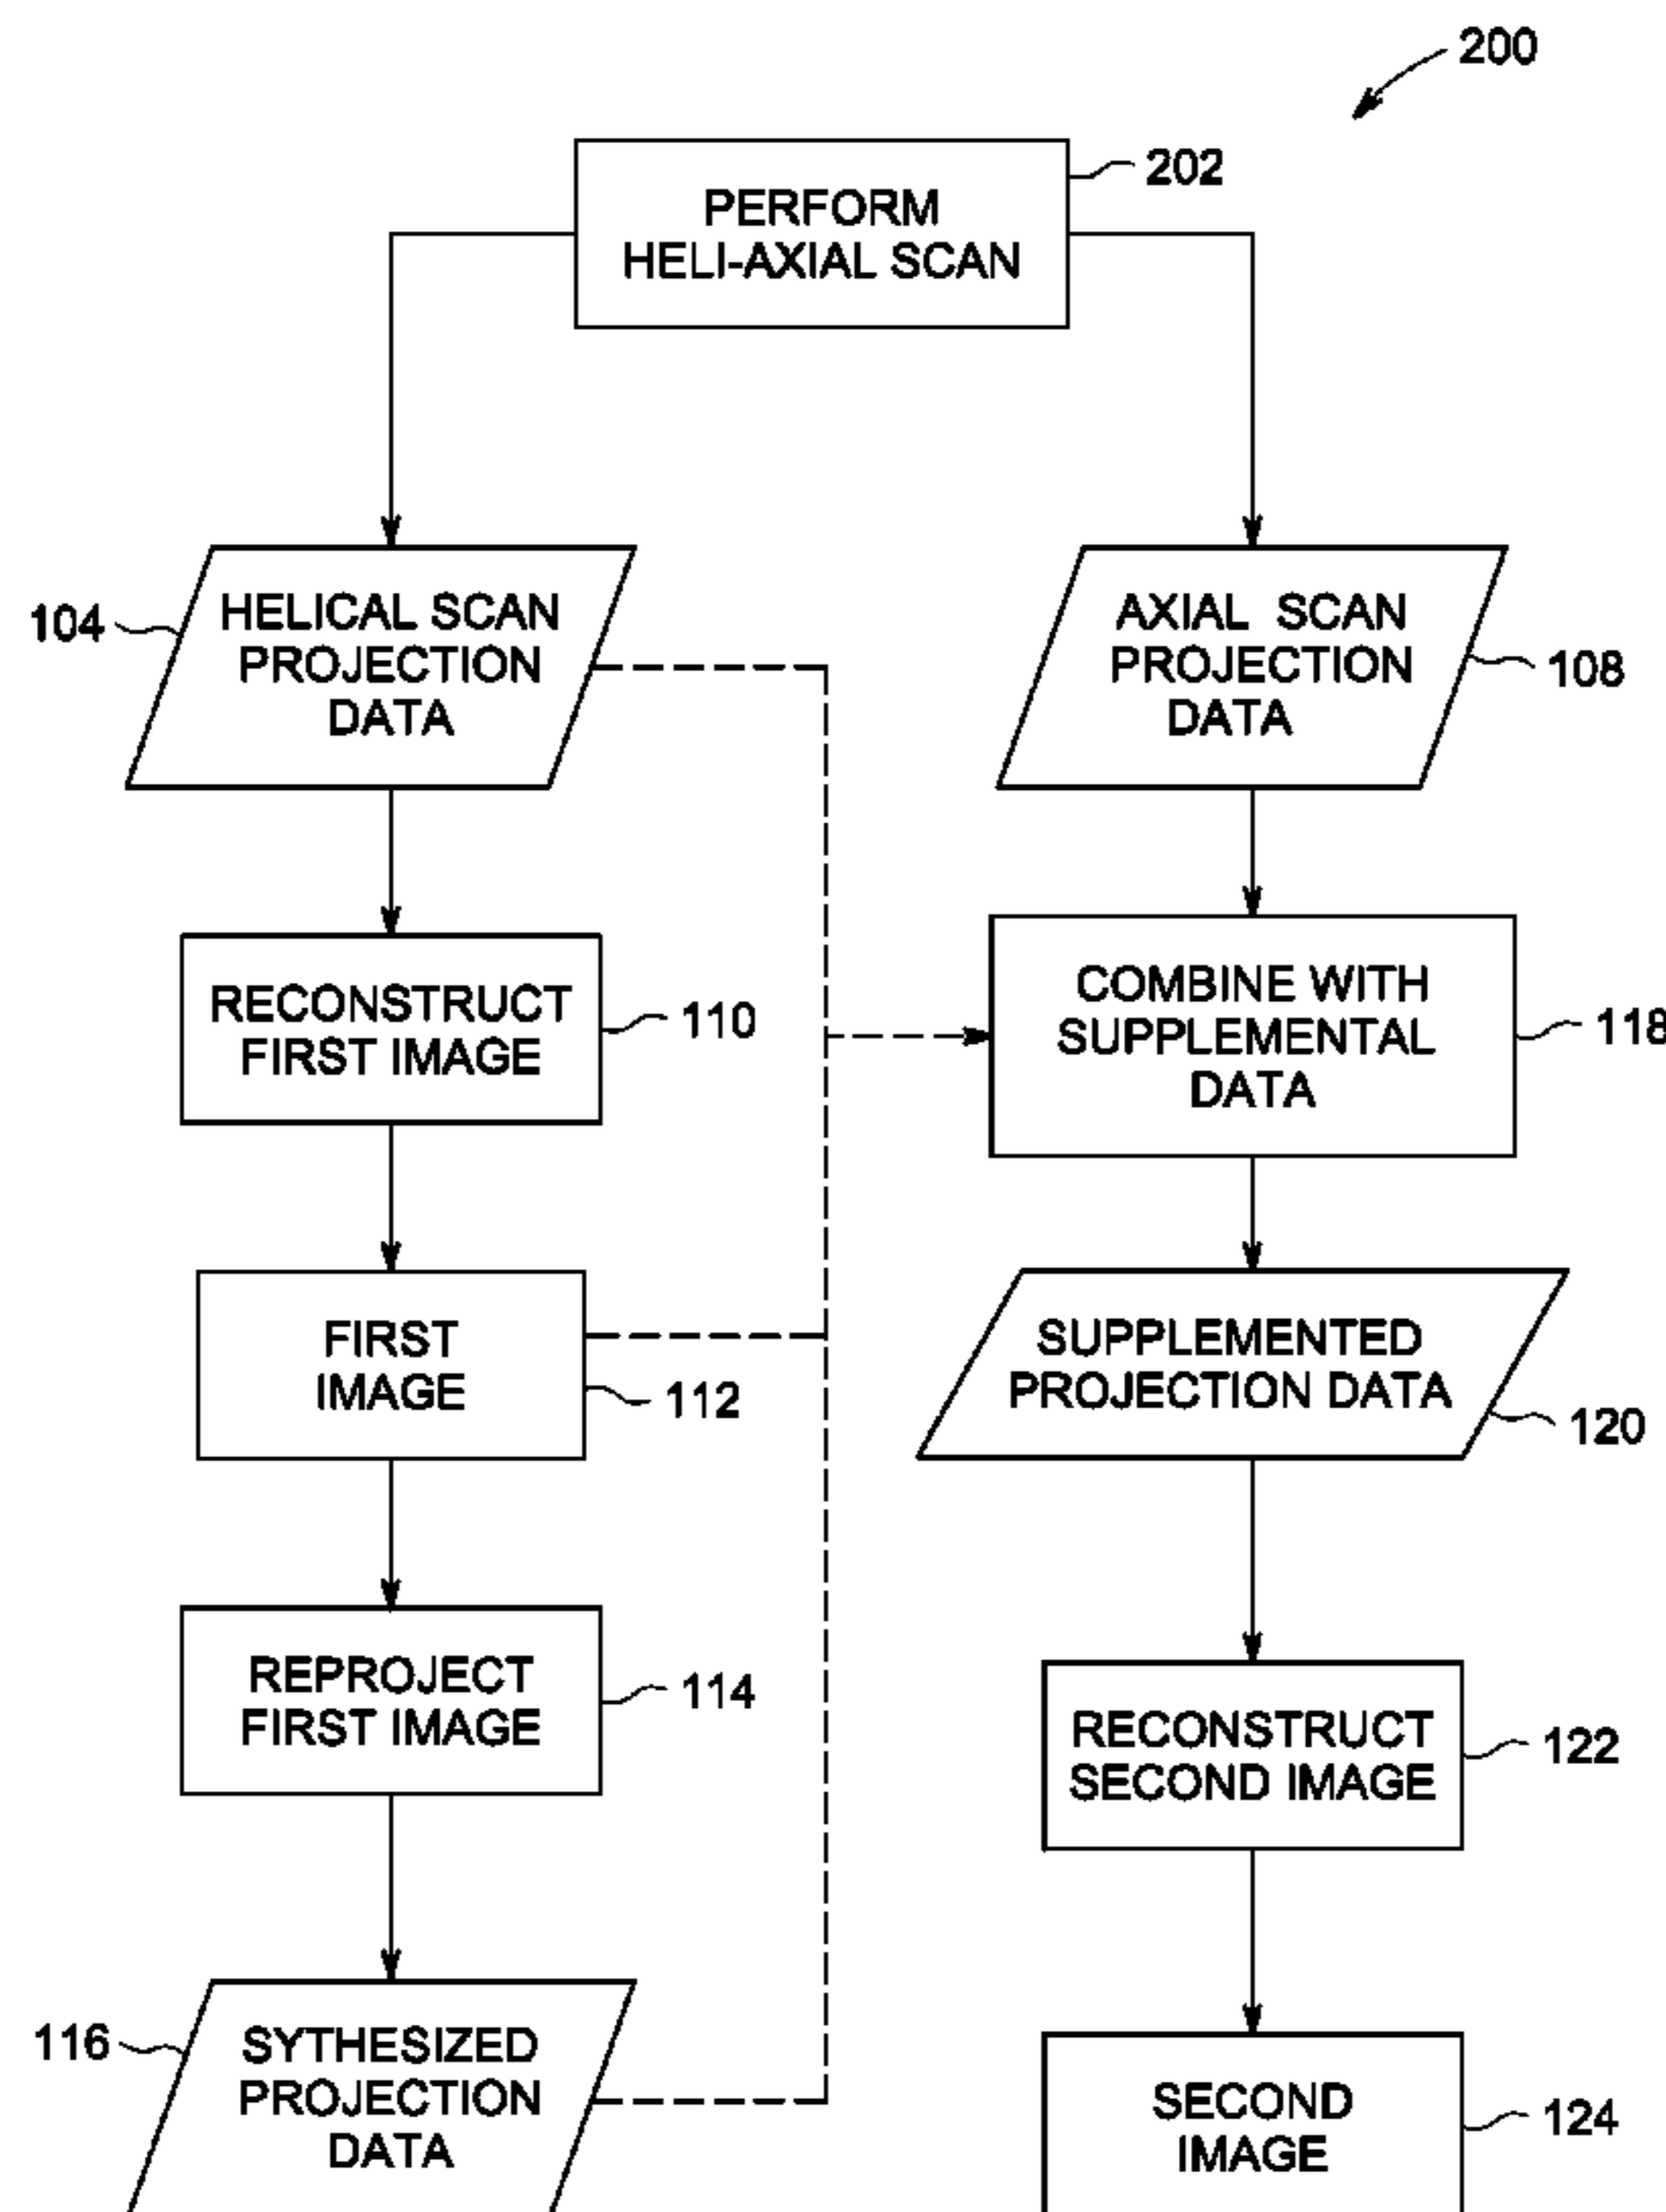 200
PERFORM
HELI-AXIAL SCAN
202
HELICAL SCAN
PROJECTION
DATA
104
AXIAL SCAN
PROJECTION
DATA
108
RECONSTRUCT
FIRST IMAGE
110
COMBINE WITH
SUPPLEMENTAL
DATA
118
FIRST
IMAGE
112
SUPPLEMENTED
PROJECTION DATA
120
REPROJECT
FIRST IMAGE
114
RECONSTRUCT
SECOND IMAGE
122
116
SYTHESIZED
PROJECTION
DATA
SECOND
IMAGE
124